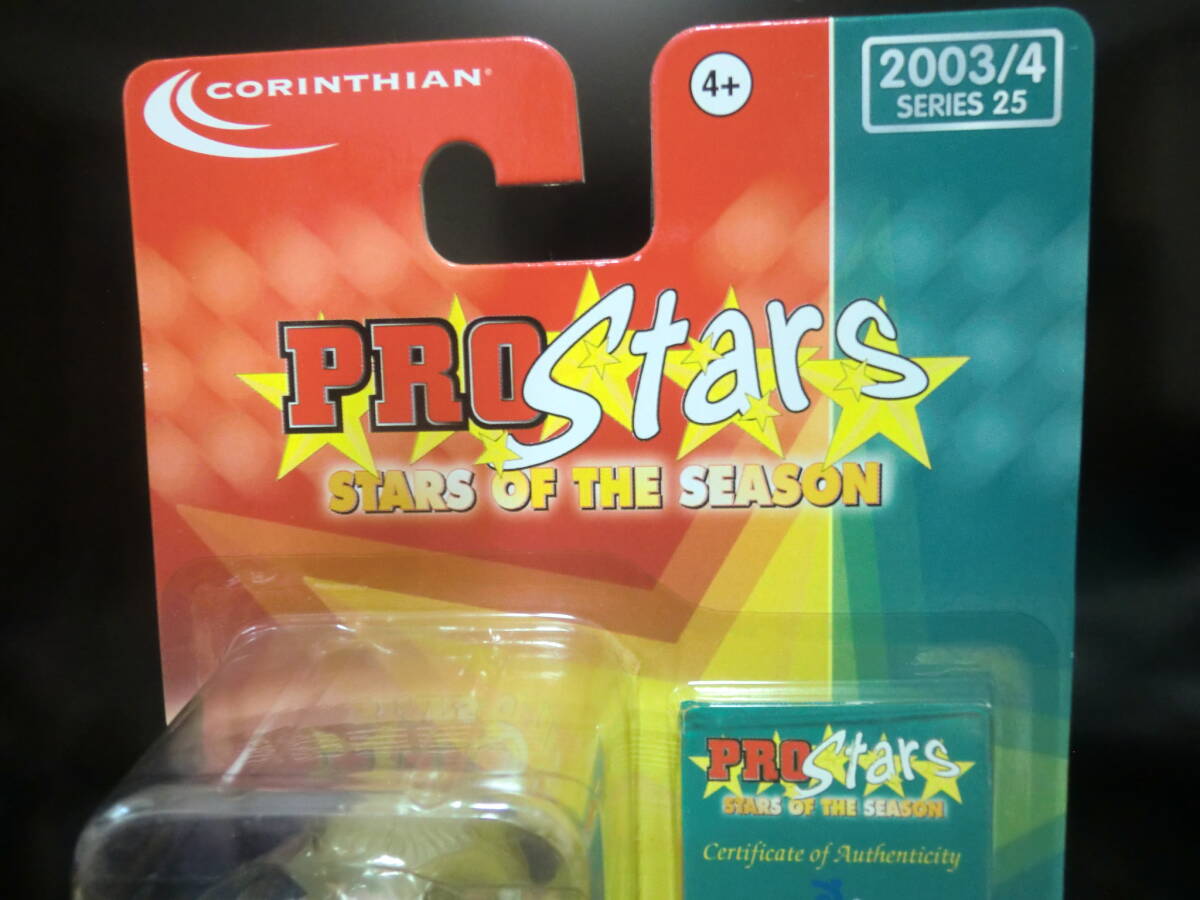 CORINTHIAN®
4+
2003/4
SERIES 25
PROStars
STARS OF THE SEASON
PROStars
STARS OF THE SEASON
Certificate of Authenticity